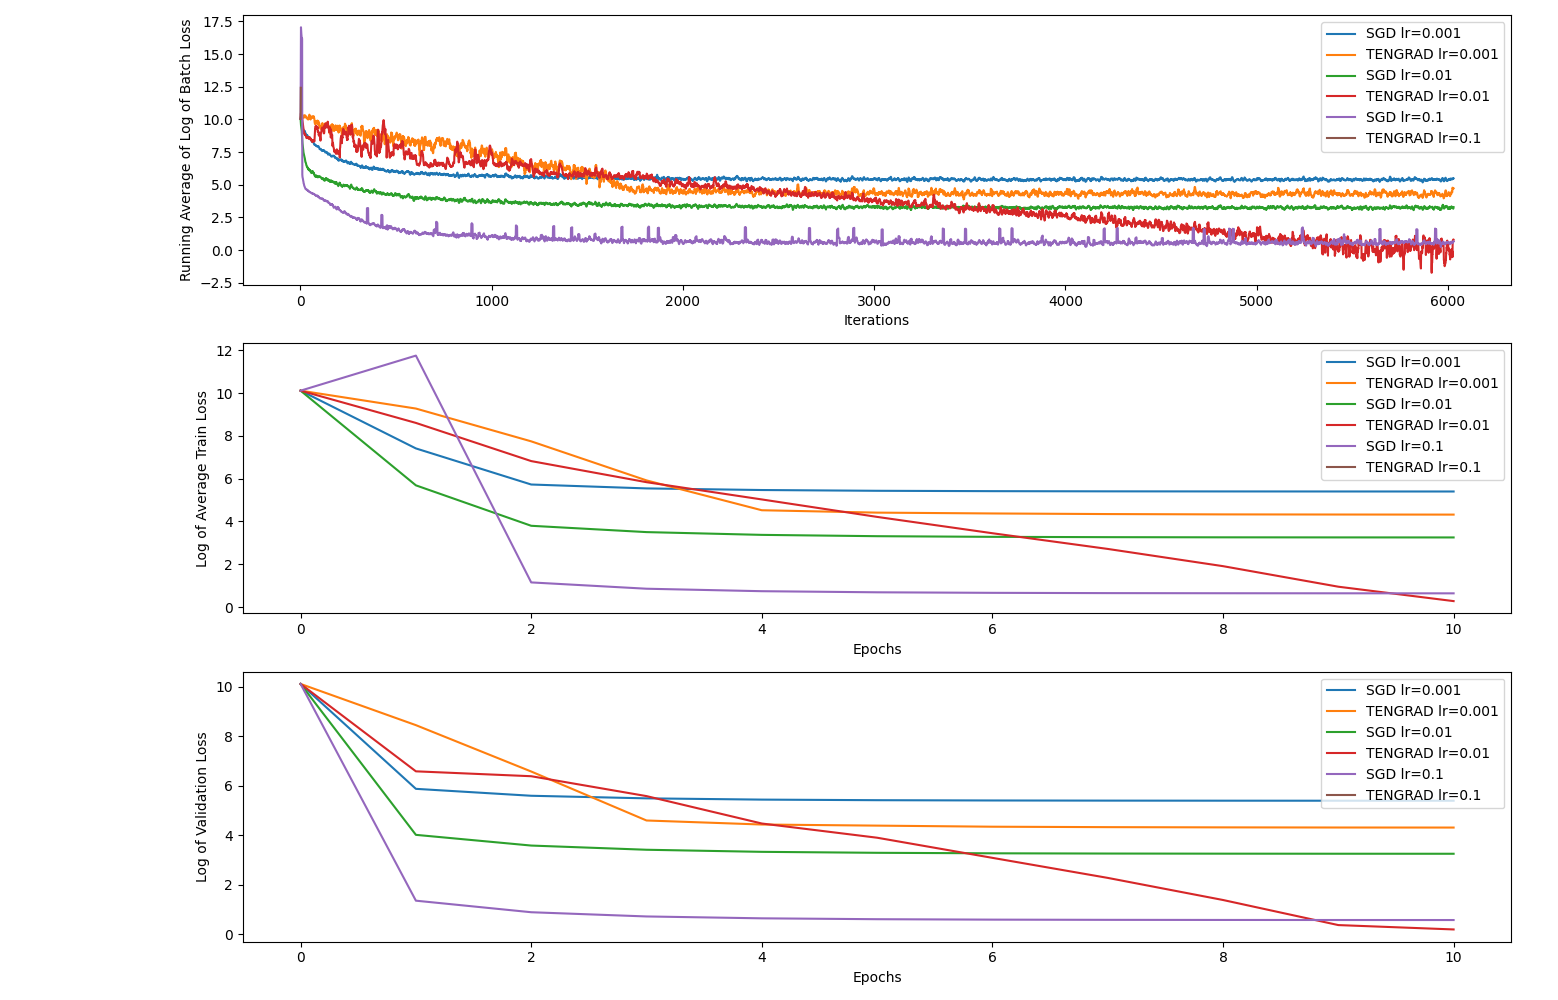 Running Average of Log of Batch Loss
17.5
15.0
12.5
10.0
7.5
5.0
2.5
0.0
−2.5
0 1000 2000 3000 4000 5000 6000
Iterations
SGD lr=0.001
TENGRAD lr=0.001
SGD lr=0.01
TENGRAD lr=0.01
SGD lr=0.1
TENGRAD lr=0.1
Log of Average Train Loss
12
10
8
6
4
2
0
0 2 4 6 8 10
Epochs
SGD lr=0.001
TENGRAD lr=0.001
SGD lr=0.01
TENGRAD lr=0.01
SGD lr=0.1
TENGRAD lr=0.1
Log of Validation Loss
10
8
6
4
2
0
0 2 4 6 8 10
Epochs
SGD lr=0.001
TENGRAD lr=0.001
SGD lr=0.01
TENGRAD lr=0.01
SGD lr=0.1
TENGRAD lr=0.1